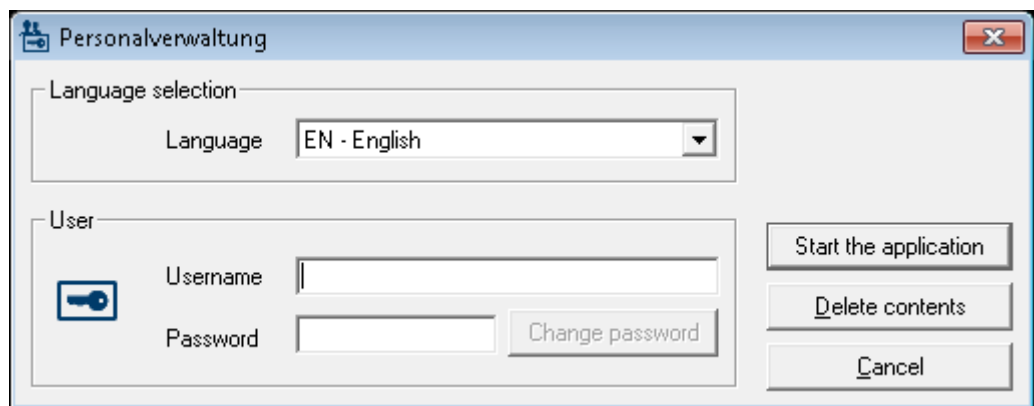 Personalverwaltung
Language selection
Language EN - English
User
Username
Password Change password
Start the application
Delete contents
Cancel